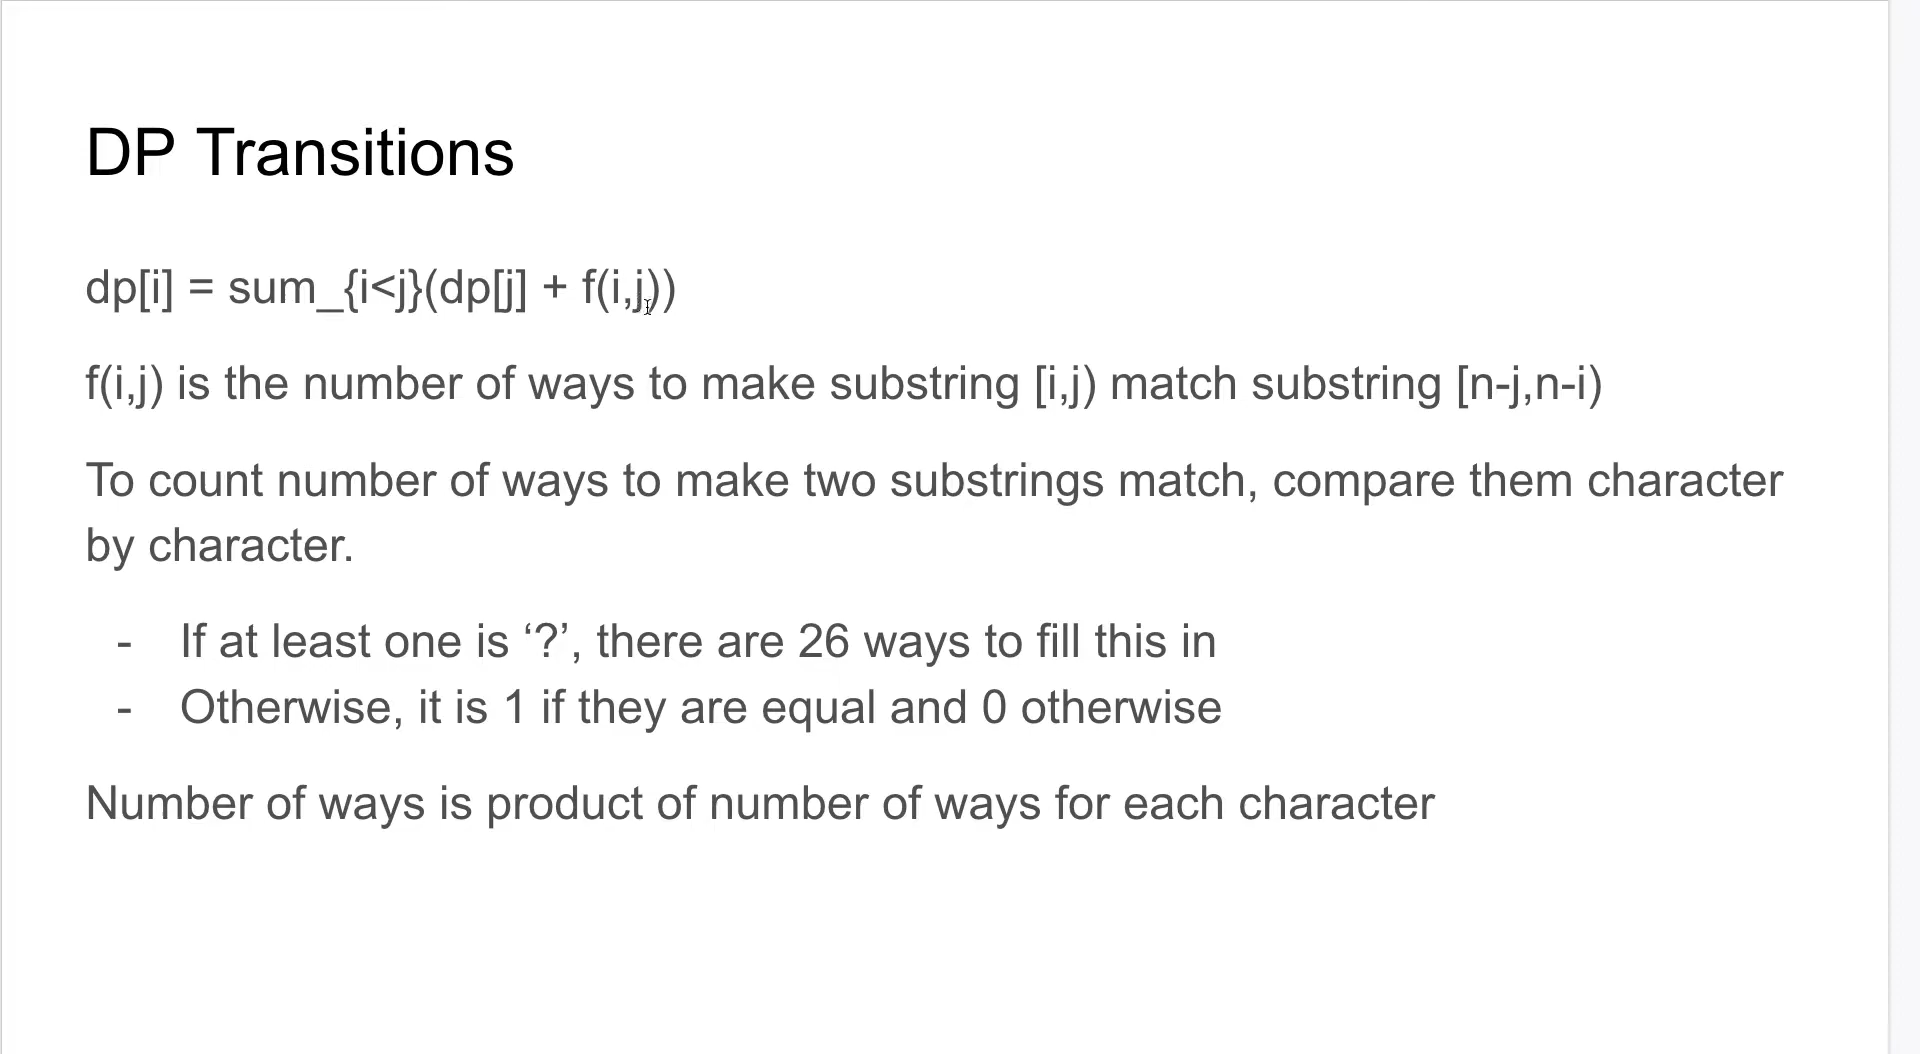 DP Transitions
dp[i] = sum_{i<j}(dp[j] + f(i,j))
f(i,j) is the number of ways to make substring [i,j) match substring [n-j,n-i)
To count number of ways to make two substrings match, compare them character
by character.
- If at least one is ‘?’, there are 26 ways to fill this in
- Otherwise, it is 1 if they are equal and 0 otherwise
Number of ways is product of number of ways for each character